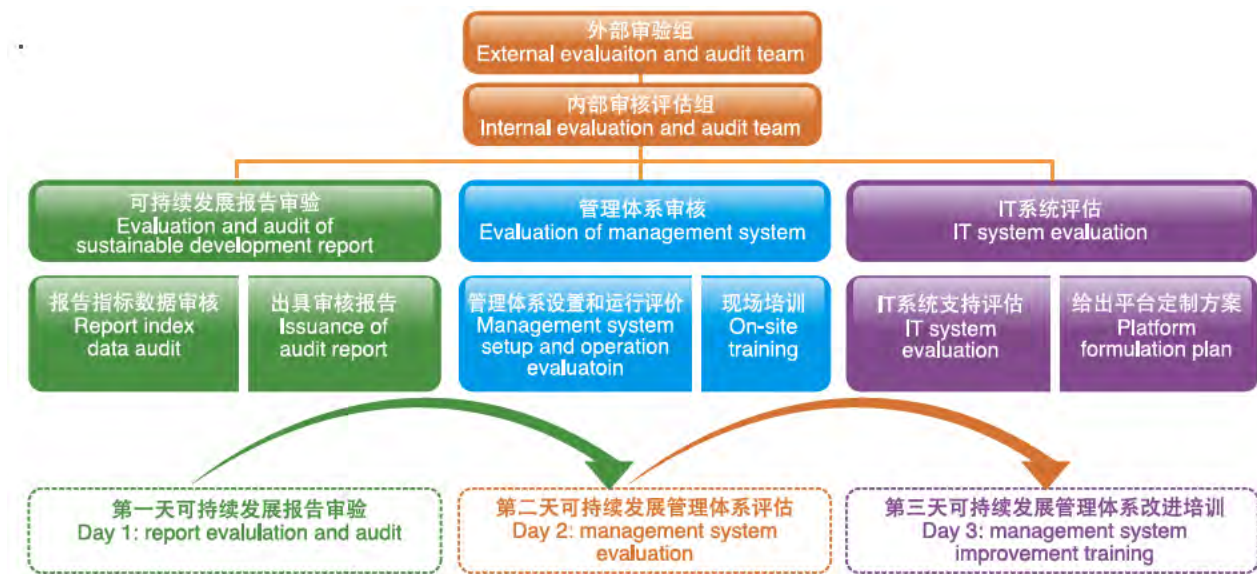 外部审验组
External evaluaiton and audit team
内部审核评估组
Internal evaluation and audit team
可持续发展报告审验
Evaluation and audit of
sustainable development report
管理体系审核
Evaluation of management system
IT系统评估
IT system evaluation
报告指标数据审核
Report index
data audit
出具审核报告
Issuance of
audit report
管理体系设置和运行评价
Management system
setup and operation
evaluatoin
现场培训
On-site
training
IT系统支持评估
IT system
evaluation
给出平台定制方案
Platform
formulation plan
第一天可持续发展报告审验
Day 1: report evalulation and audit
第二天可持续发展管理体系评估
Day 2: management system
evaluation
第三天可持续发展管理体系改进培训
Day 3: management system
improvement training